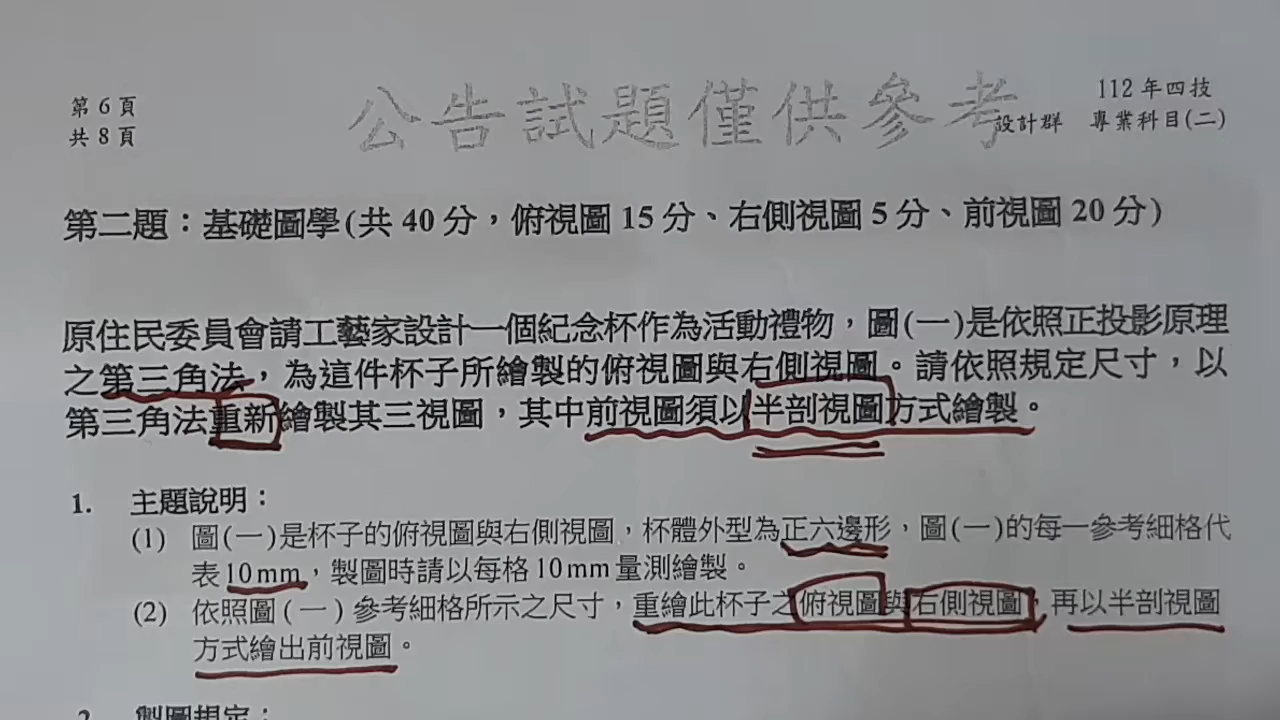 第6頁
共8頁
公告試題僅供參考
112年四技
設計群 專業科目(二)
第二題：基礎圖學(共40分，俯視圖15分、右側視圖5分、前視圖20分)
原住民委員會請工藝家設計一個紀念杯作為活動禮物，圖(一)是依照正投影原理
之第三角法，為這件杯子所繪製的俯視圖與右側視圖。請依照規定尺寸，以
第三角法重新繪製其三視圖，其中前視圖須以半剖視圖方式繪製。
1. 主題說明：
(1) 圖(一)是杯子的俯視圖與右側視圖，杯體外型為正六邊形，圖(一)的每一參考細格代
表10mm，製圖時請以每格10mm量測繪製。
(2) 依照圖(一)參考細格所示之尺寸，重繪此杯子之俯視圖與右側視圖，再以半剖視圖
方式繪出前視圖。
2. 製圖規定：